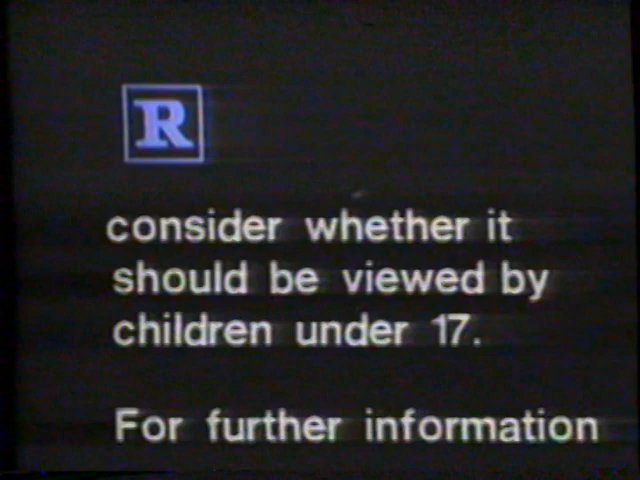 R
consider whether it
should be viewed by
children under 17.
For further information